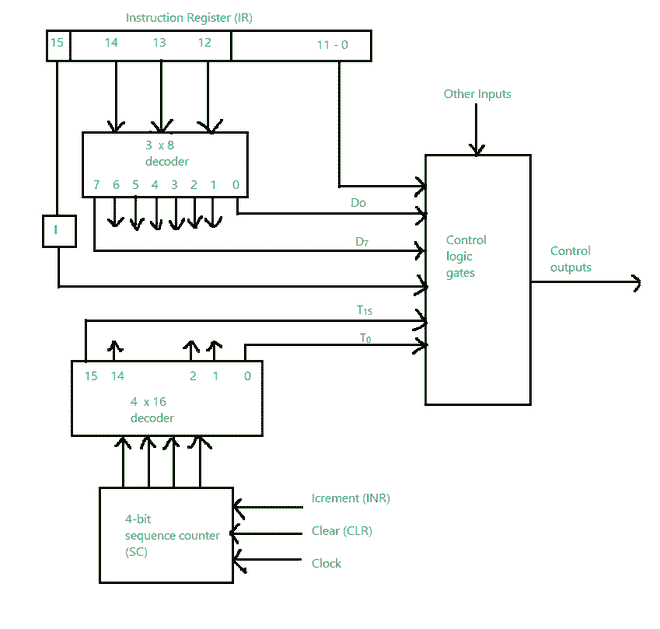 Instruction Register (IR)
15 14 13 12 11 - 0
Other Inputs
3 x 8
decoder
7 6 5 4 3 2 1 0
Do
I
D7
Control
logic
gates
Control
outputs
T15
T0
15 14 2 1 0
4 x 16
decoder
4-bit
sequence counter
(SC)
Icrement (INR)
Clear (CLR)
Clock